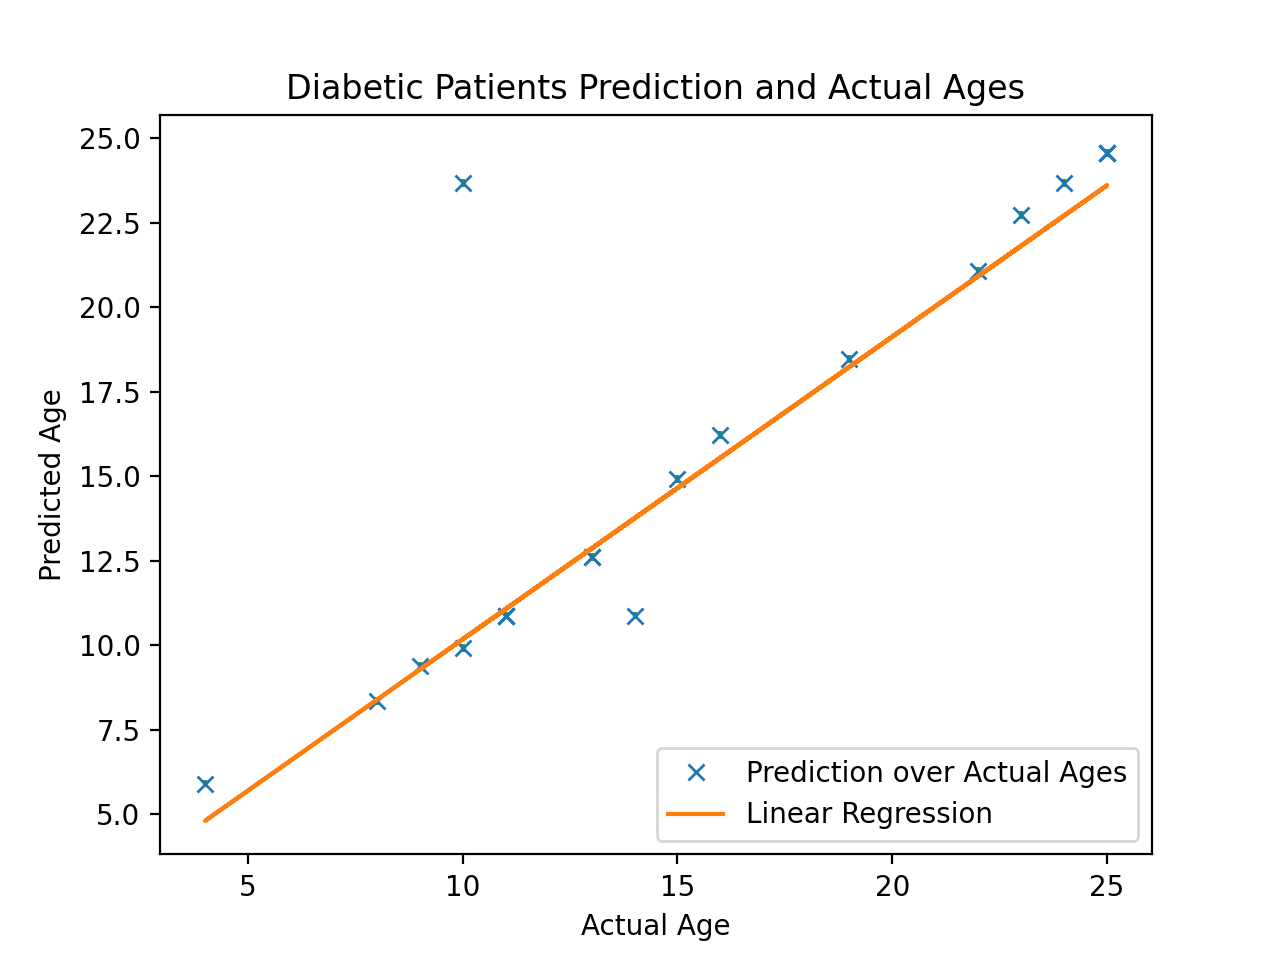 Diabetic Patients Prediction and Actual Ages
25.0
22.5
20.0
17.5
15.0
12.5
10.0
7.5
5.0
Predicted Age
Prediction over Actual Ages
Linear Regression
5 10 15 20 25
Actual Age